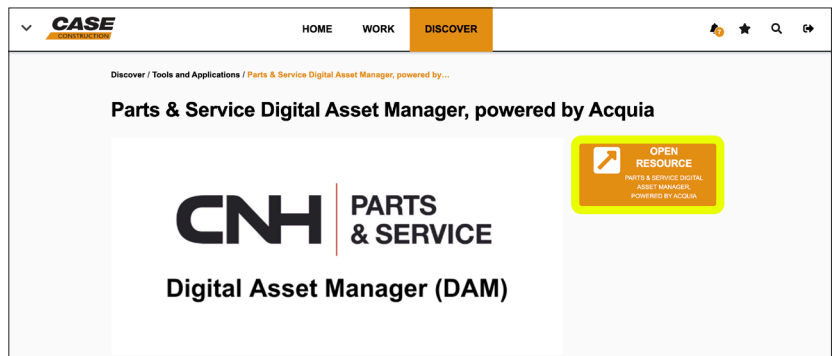 CASE
CONSTRUCTION
HOME WORK DISCOVER
7
Discover / Tools and Applications / Parts & Service Digital Asset Manager, powered by…
Parts & Service Digital Asset Manager, powered by Acquia
OPEN
RESOURCE
PARTS & SERVICE DIGITAL
ASSET MANAGER,
POWERED BY ACQUIA
CNH PARTS
& SERVICE
Digital Asset Manager (DAM)